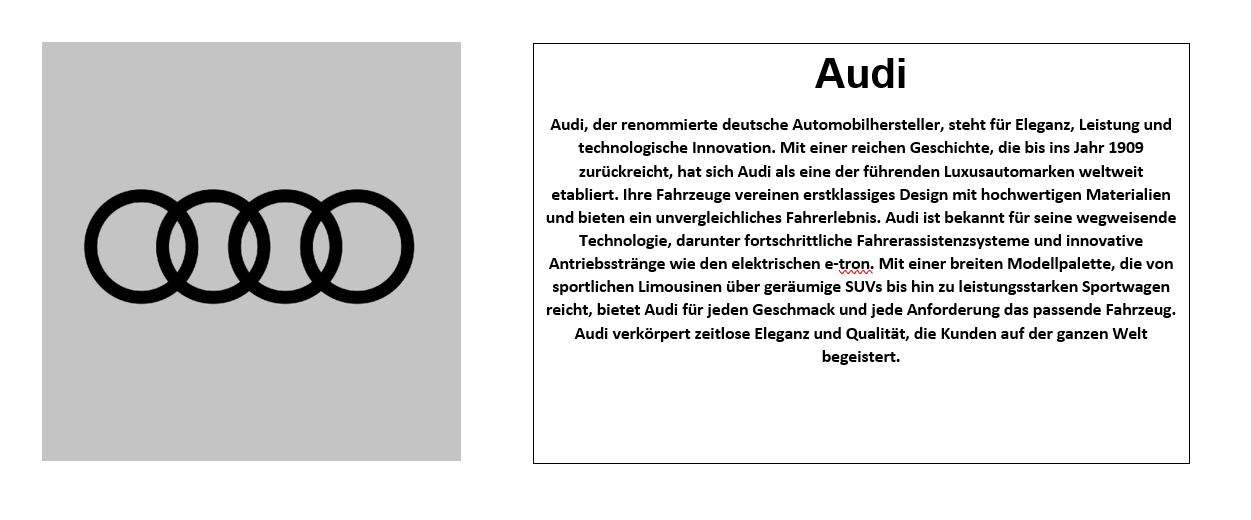 Audi
Audi, der renommierte deutsche Automobilhersteller, steht für Eleganz, Leistung und
technologische Innovation. Mit einer reichen Geschichte, die bis ins Jahr 1909
zurückreicht, hat sich Audi als eine der führenden Luxusautomarken weltweit
etabliert. Ihre Fahrzeuge vereinen erstklassiges Design mit hochwertigen Materialien
und bieten ein unvergleichliches Fahrerlebnis. Audi ist bekannt für seine wegweisende
Technologie, darunter fortschrittliche Fahrerassistenzsysteme und innovative
Antriebsstränge wie den elektrischen e-tron. Mit einer breiten Modellpalette, die von
sportlichen Limousinen über geräumige SUVs bis hin zu leistungsstarken Sportwagen
reicht, bietet Audi für jeden Geschmack und jede Anforderung das passende Fahrzeug.
Audi verkörpert zeitlose Eleganz und Qualität, die Kunden auf der ganzen Welt
begeistert.